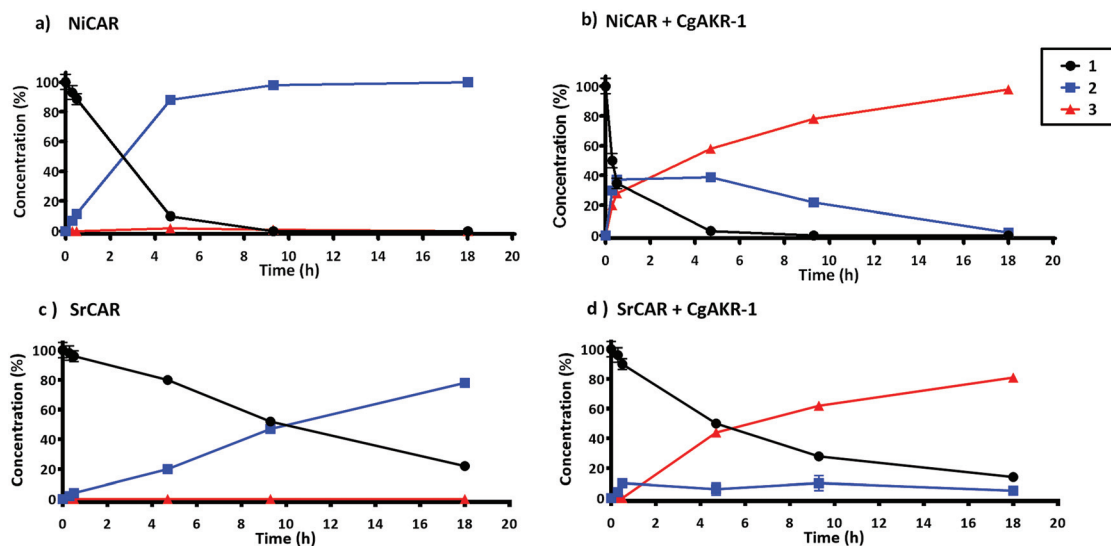 a) NiCAR
Concentration (%)
100
80
60
40
20
0
0 2 4 6 8 10 12 14 16 18 20
Time (h)
b) NiCAR + CgAKR-1
Concentration (%)
100
80
60
40
20
0
0 2 4 6 8 10 12 14 16 18 20
Time (h)
1
2
3
c) SrCAR
Concentration (%)
100
80
60
40
20
0
0 2 4 6 8 10 12 14 16 18 20
Time (h)
d) SrCAR + CgAKR-1
Concentration (%)
100
80
60
40
20
0
0 2 4 6 8 10 12 14 16 18 20
Time (h)